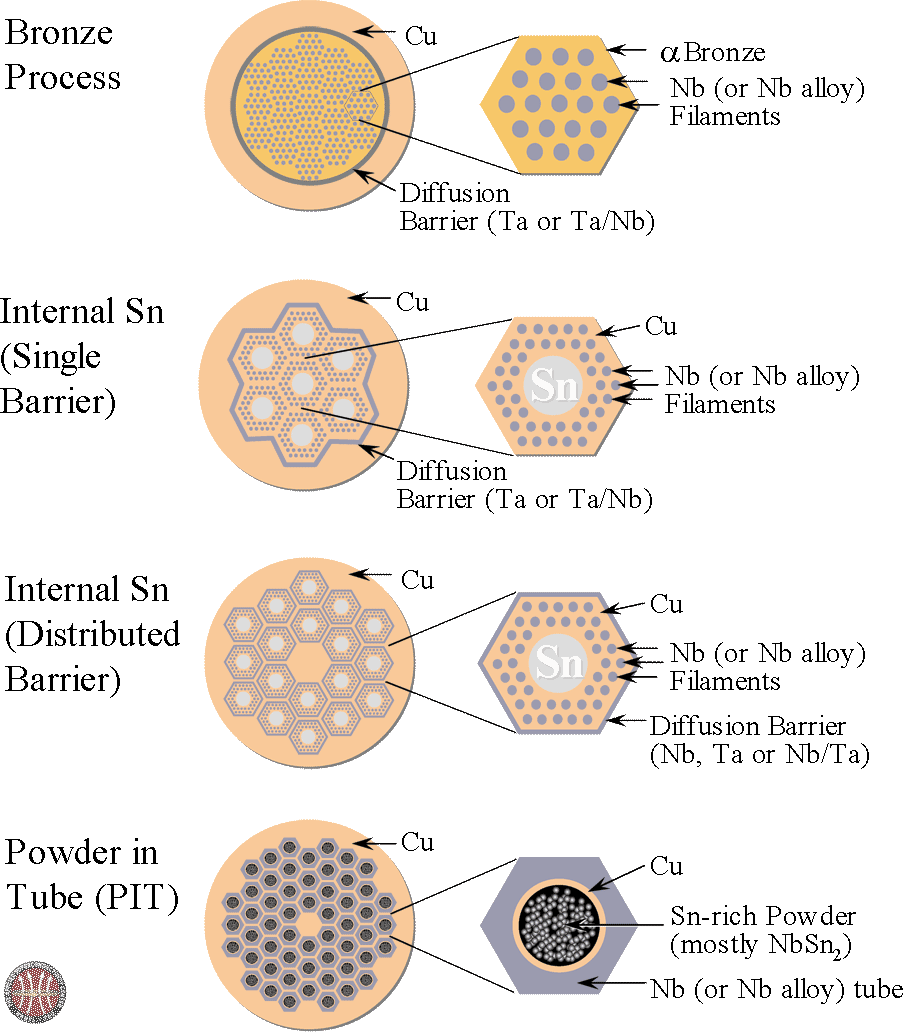 Bronze
Process
Cu
αBronze
Nb (or Nb alloy)
Filaments
Diffusion
Barrier (Ta or Ta/Nb)
Internal Sn
(Single
Barrier)
Cu
Sn
Cu
Nb (or Nb alloy)
Filaments
Diffusion
Barrier (Ta or Ta/Nb)
Internal Sn
(Distributed
Barrier)
Cu
Sn
Cu
Nb (or Nb alloy)
Filaments
Diffusion Barrier
(Nb, Ta or Nb/Ta)
Powder in
Tube (PIT)
Cu
Cu
Sn-rich Powder
(mostly NbSn₂)
Nb (or Nb alloy) tube